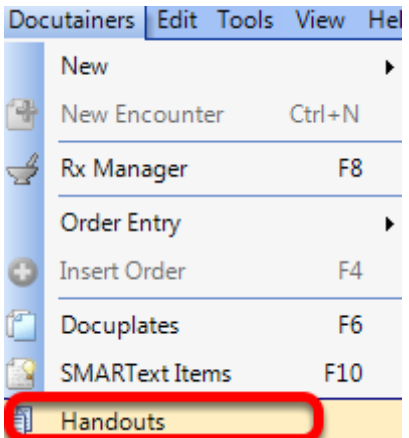 Docutainers Edit Tools View Hel
New
New Encounter Ctrl+N
Rx Manager F8
Order Entry
Insert Order F4
Docuplates F6
SMARText Items F10
Handouts